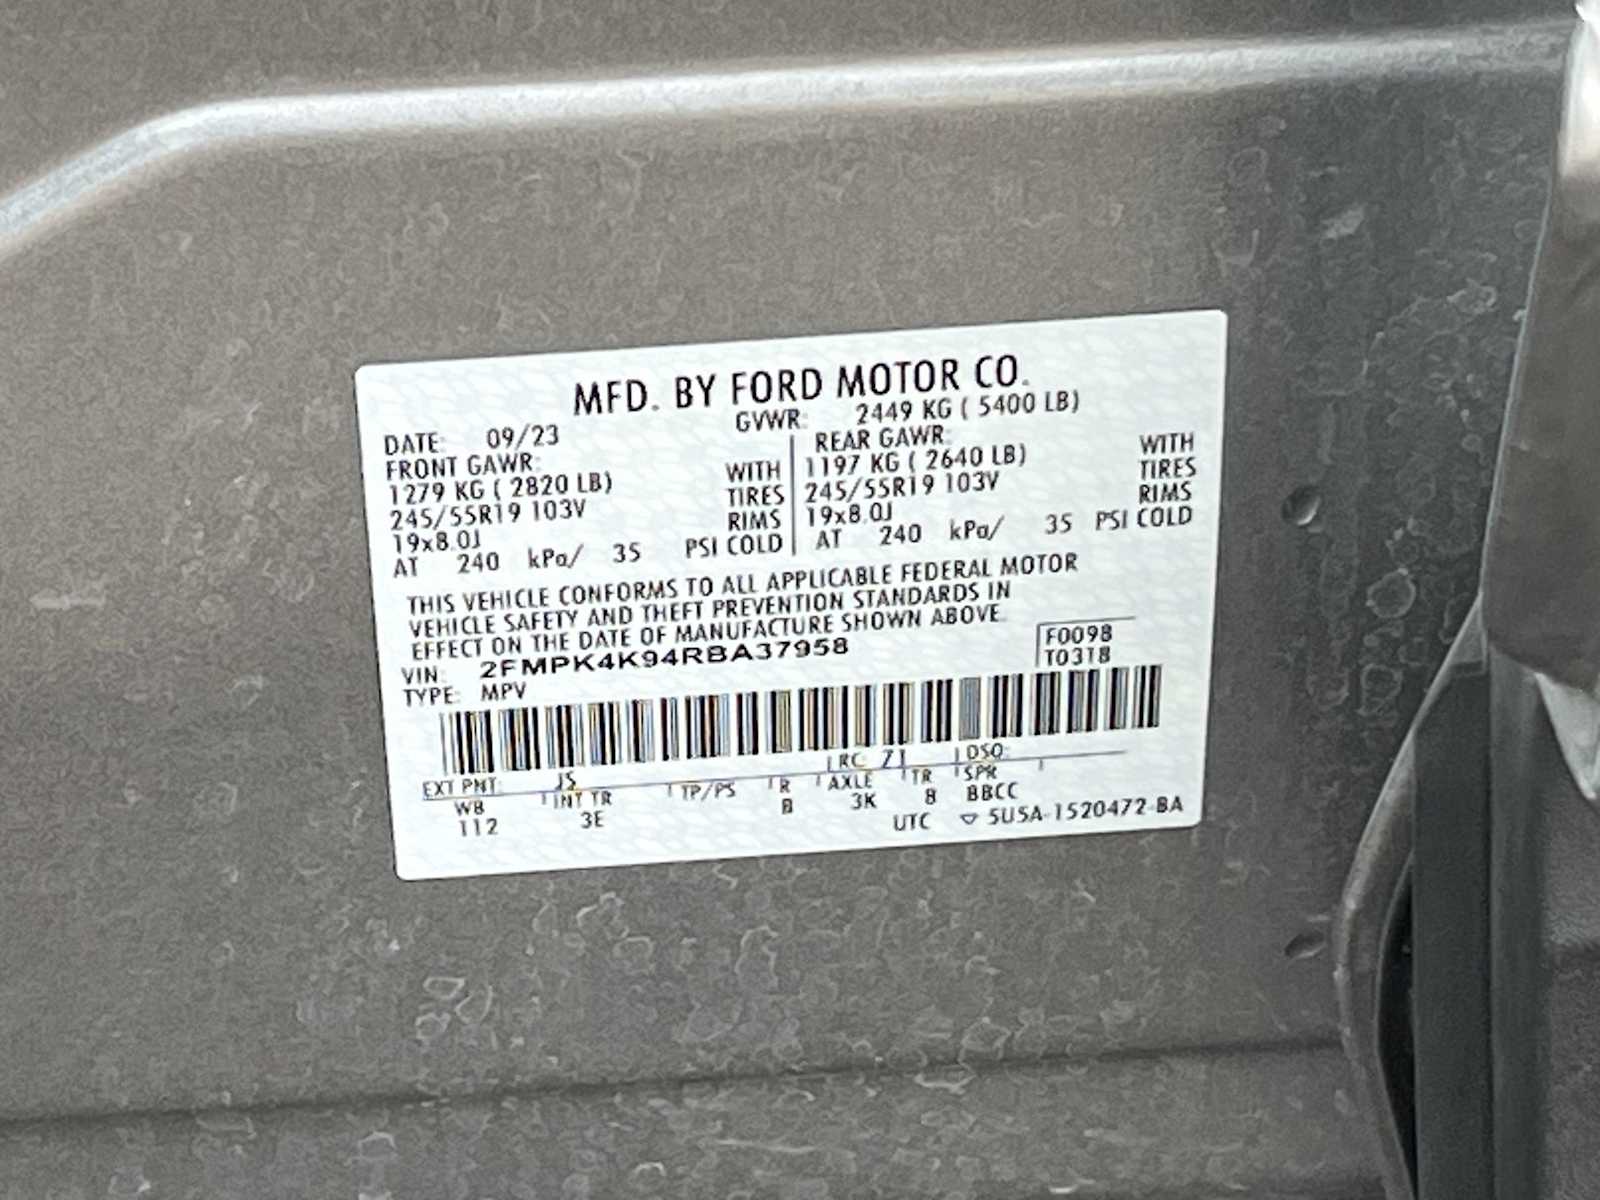 MFD. BY FORD MOTOR CO.
DATE: 09/23 GVWR: 2449 KG ( 5400 LB)
FRONT GAWR: REAR GAWR:
1279 KG ( 2820 LB) WITH 1197 KG ( 2640 LB) WITH
245/55R19 103V TIRES 245/55R19 103V TIRES
19x8.0J RIMS 19x8.0J RIMS
AT 240 kPa/ 35 PSI COLD AT 240 kPa/ 35 PSI COLD
THIS VEHICLE CONFORMS TO ALL APPLICABLE FEDERAL MOTOR
VEHICLE SAFETY AND THEFT PREVENTION STANDARDS IN
EFFECT ON THE DATE OF MANUFACTURE SHOWN ABOVE.
VIN: 2FMPK4K94RBA37958 F0098
TYPE: MPV T0318
EXT PNT: JS RC: 71 DSO:
WB INT TR TP/PS R AXLE TR SPR
112 3E B 3K 8 BBCC
UTC ▽ 5U5A-1520472-BA